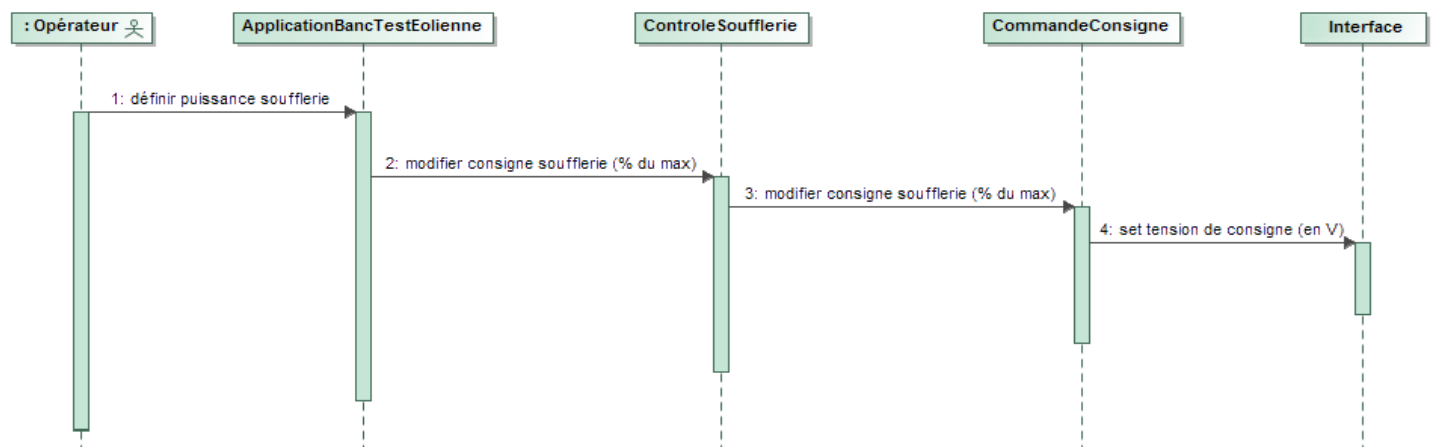 : Opérateur
ApplicationBancTestEolienne
ControleSoufflerie
CommandeConsigne
Interface
1: définir puissance soufflerie
2: modifier consigne soufflerie (% du max)
3: modifier consigne soufflerie (% du max)
4: set tension de consigne (en V)